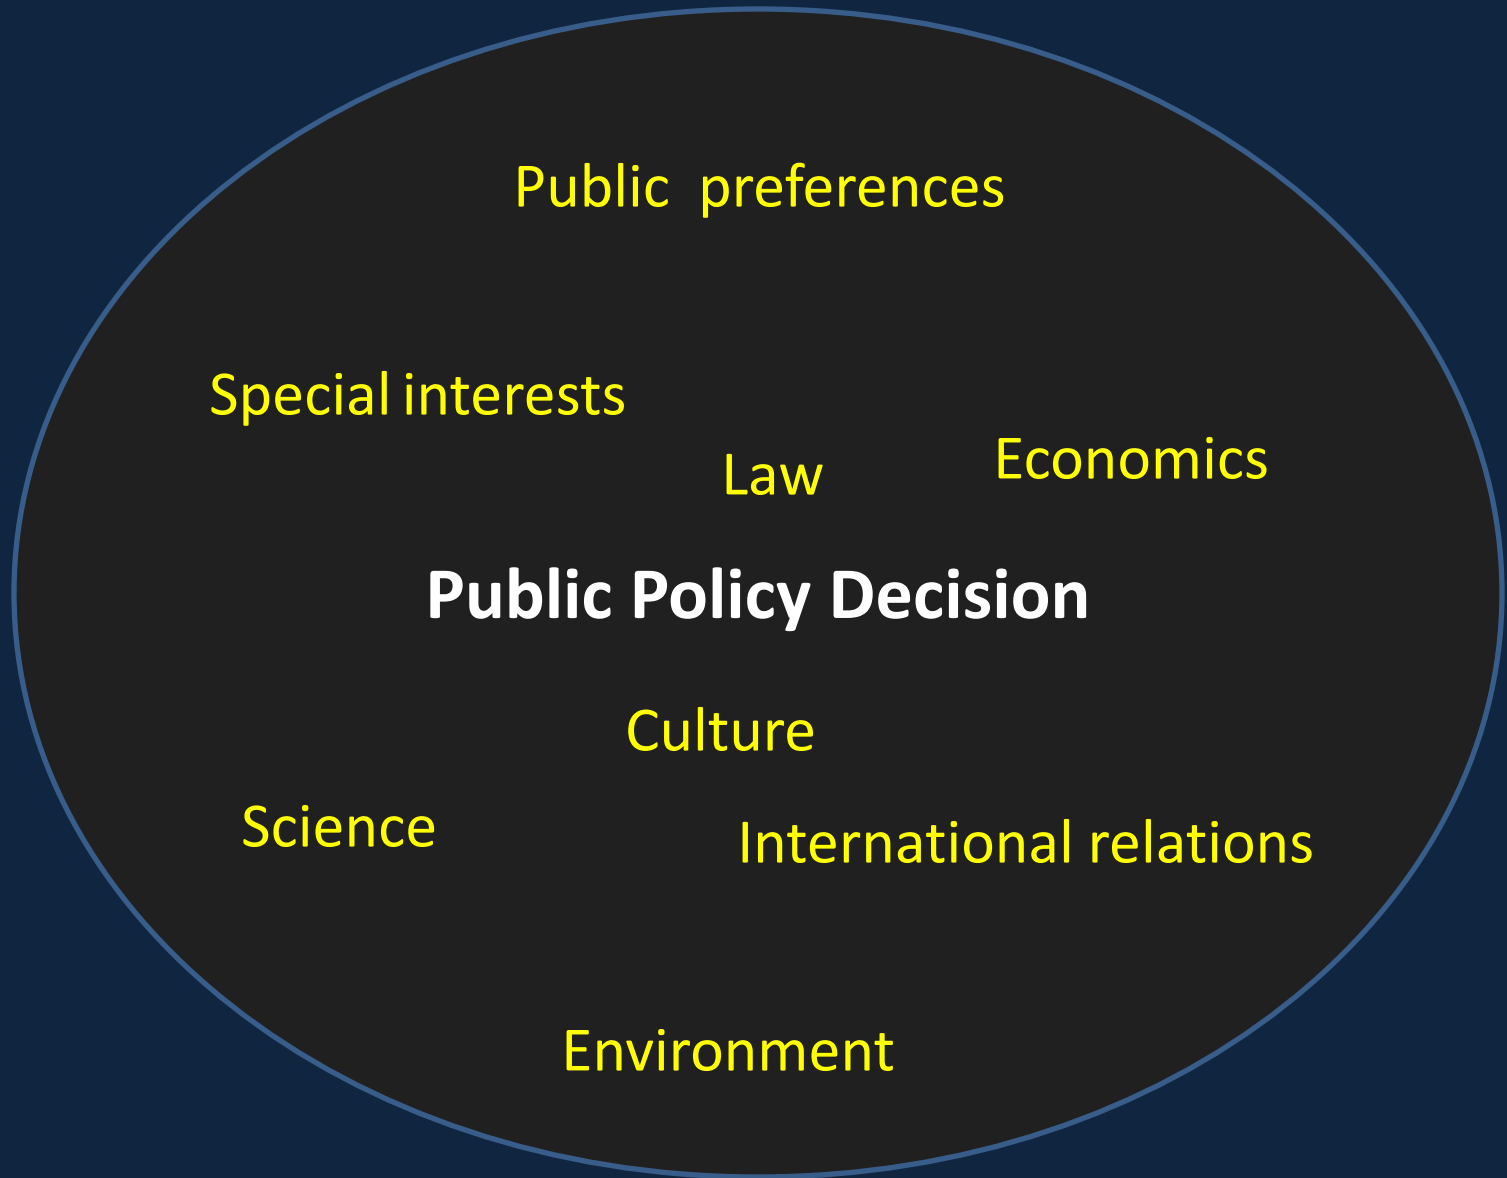 Public preferences
Special interests
Law
Economics
Public Policy Decision
Culture
Science
International relations
Environment